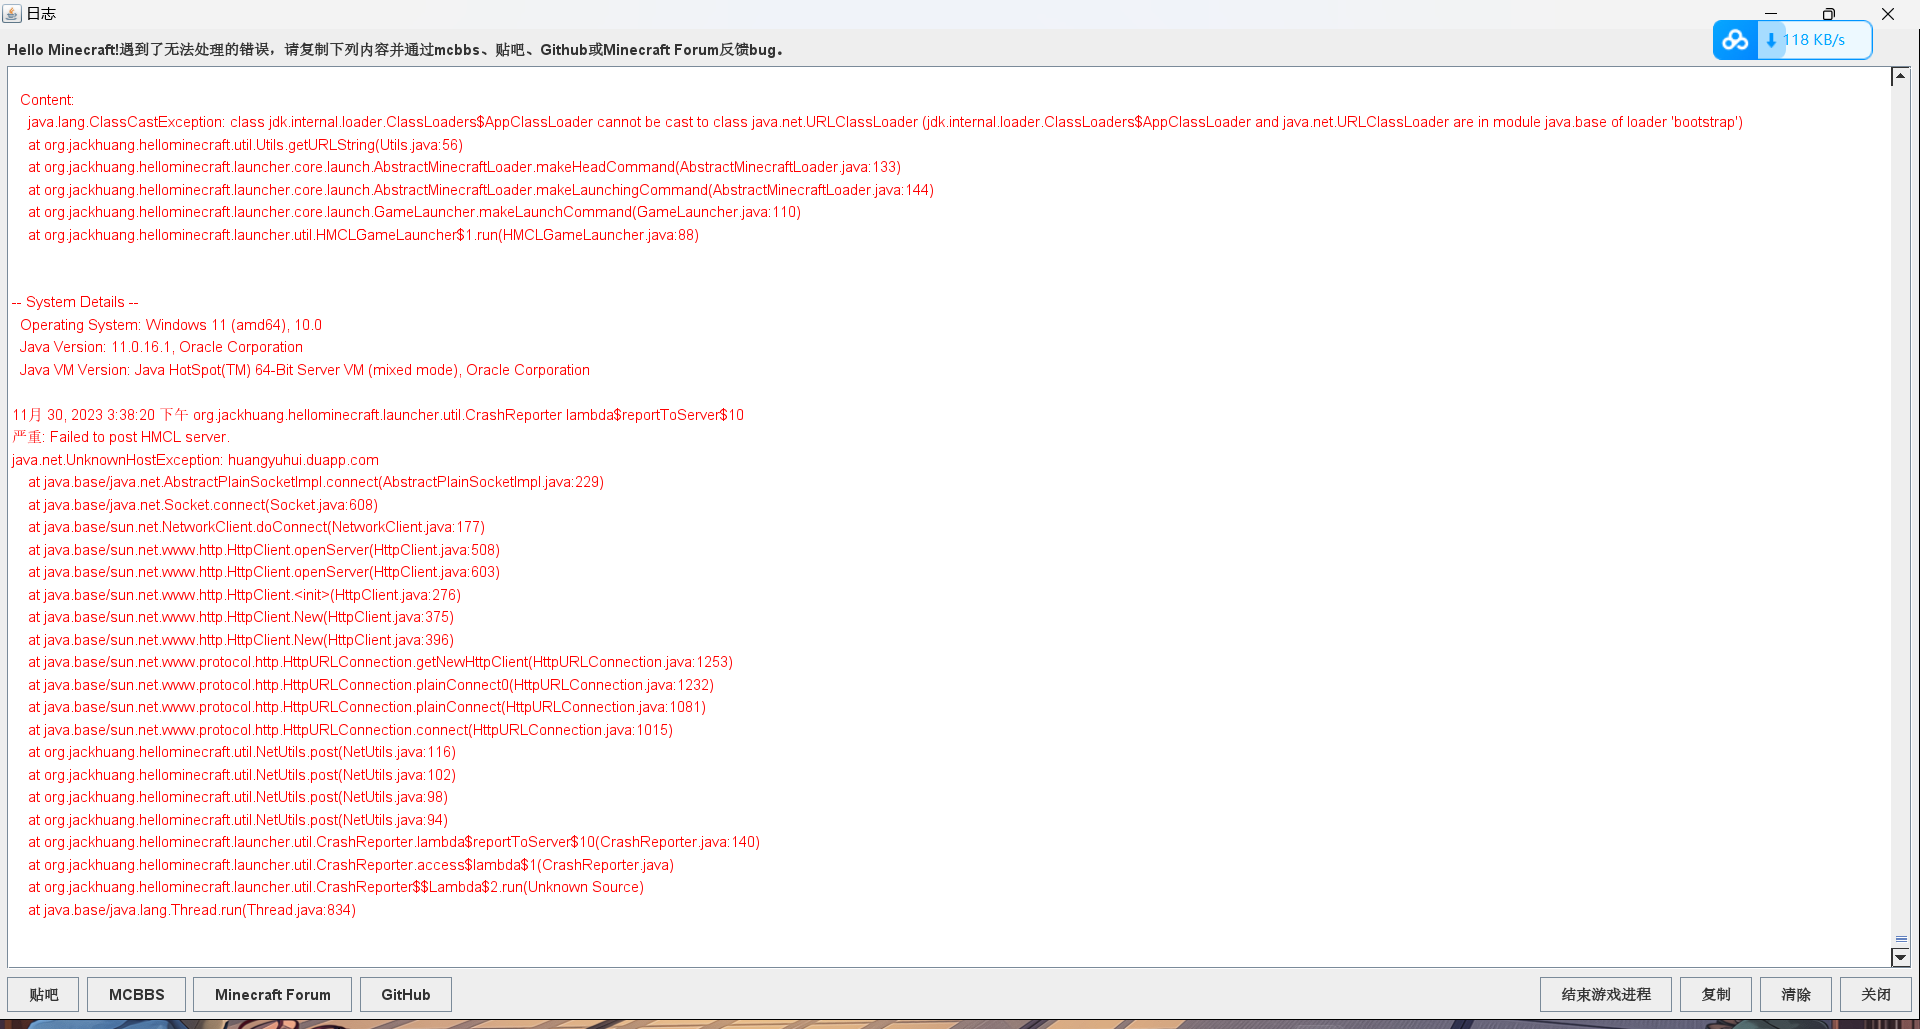 日志
Hello Minecraft!遇到了无法处理的错误，请复制下列内容并通过mcbbs、贴吧、Github或Minecraft Forum反馈bug。
118 KB/s
Content:
java.lang.ClassCastException: class jdk.internal.loader.ClassLoaders$AppClassLoader cannot be cast to class java.net.URLClassLoader (jdk.internal.loader.ClassLoaders$AppClassLoader and java.net.URLClassLoader are in module java.base of loader 'bootstrap')
at org.jackhuang.hellominecraft.util.Utils.getURLString(Utils.java:56)
at org.jackhuang.hellominecraft.launcher.core.launch.AbstractMinecraftLoader.makeHeadCommand(AbstractMinecraftLoader.java:133)
at org.jackhuang.hellominecraft.launcher.core.launch.AbstractMinecraftLoader.makeLaunchingCommand(AbstractMinecraftLoader.java:144)
at org.jackhuang.hellominecraft.launcher.core.launch.GameLauncher.makeLaunchCommand(GameLauncher.java:110)
at org.jackhuang.hellominecraft.launcher.util.HMCLGameLauncher$1.run(HMCLGameLauncher.java:88)
-- System Details --
Operating System: Windows 11 (amd64), 10.0
Java Version: 11.0.16.1, Oracle Corporation
Java VM Version: Java HotSpot(TM) 64-Bit Server VM (mixed mode), Oracle Corporation
11月 30, 2023 3:38:20 下午 org.jackhuang.hellominecraft.launcher.util.CrashReporter lambda$reportToServer$10
严重: Failed to post HMCL server.
java.net.UnknownHostException: huangyuhui.duapp.com
at java.base/java.net.AbstractPlainSocketImpl.connect(AbstractPlainSocketImpl.java:229)
at java.base/java.net.Socket.connect(Socket.java:608)
at java.base/sun.net.NetworkClient.doConnect(NetworkClient.java:177)
at java.base/sun.net.www.http.HttpClient.openServer(HttpClient.java:508)
at java.base/sun.net.www.http.HttpClient.openServer(HttpClient.java:603)
at java.base/sun.net.www.http.HttpClient.<init>(HttpClient.java:276)
at java.base/sun.net.www.http.HttpClient.New(HttpClient.java:375)
at java.base/sun.net.www.http.HttpClient.New(HttpClient.java:396)
at java.base/sun.net.www.protocol.http.HttpURLConnection.getNewHttpClient(HttpURLConnection.java:1253)
at java.base/sun.net.www.protocol.http.HttpURLConnection.plainConnect0(HttpURLConnection.java:1232)
at java.base/sun.net.www.protocol.http.HttpURLConnection.plainConnect(HttpURLConnection.java:1081)
at java.base/sun.net.www.protocol.http.HttpURLConnection.connect(HttpURLConnection.java:1015)
at org.jackhuang.hellominecraft.util.NetUtils.post(NetUtils.java:116)
at org.jackhuang.hellominecraft.util.NetUtils.post(NetUtils.java:102)
at org.jackhuang.hellominecraft.util.NetUtils.post(NetUtils.java:98)
at org.jackhuang.hellominecraft.util.NetUtils.post(NetUtils.java:94)
at org.jackhuang.hellominecraft.launcher.util.CrashReporter.lambda$reportToServer$10(CrashReporter.java:140)
at org.jackhuang.hellominecraft.launcher.util.CrashReporter.access$lambda$1(CrashReporter.java)
at org.jackhuang.hellominecraft.launcher.util.CrashReporter$$Lambda$2.run(Unknown Source)
at java.base/java.lang.Thread.run(Thread.java:834)
贴吧 MCBBS Minecraft Forum GitHub 结束游戏进程 复制 清除 关闭